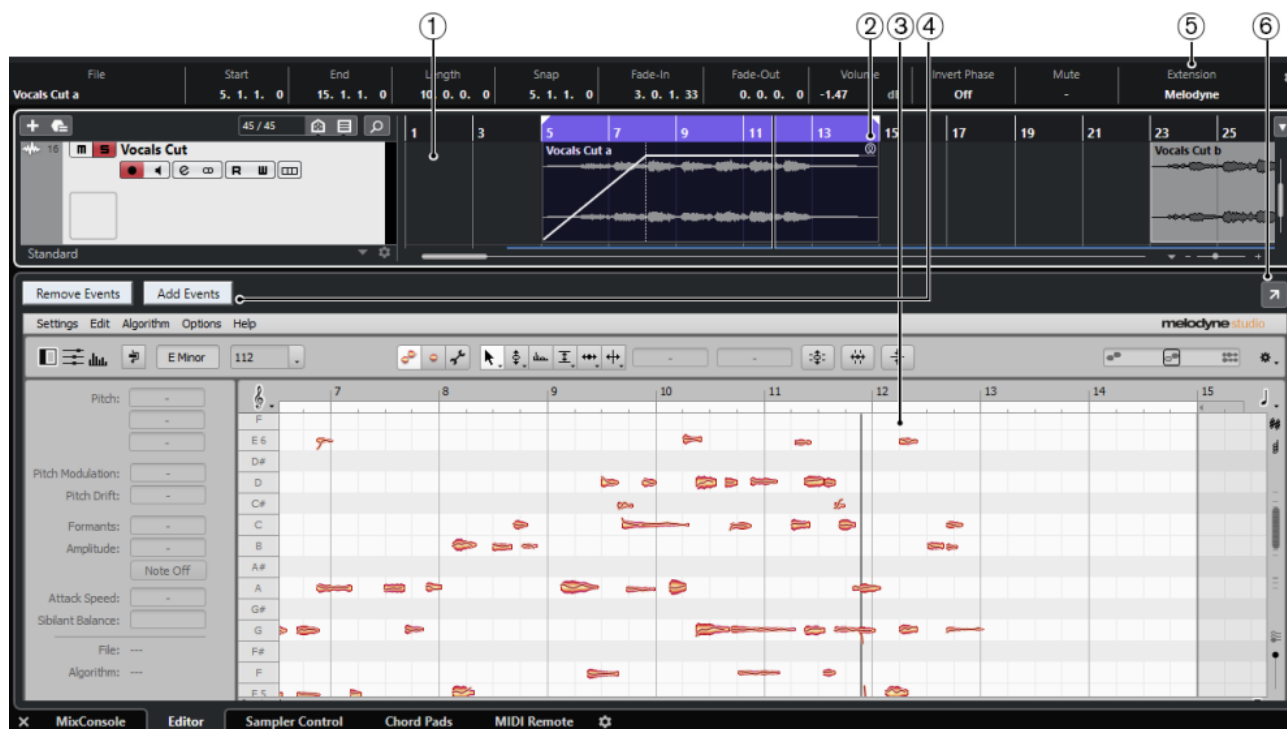 1 2 3 4 5 6
File Start End Length Snap Fade-In Fade-Out Volume Invert Phase Mute Extension
Vocals Cut a 5. 1. 1. 0 15. 1. 1. 0 10. 0. 0. 0 5. 1. 1. 0 3. 0. 1. 33 0. 0. 0. 0 -1.47 dB Off - Melodyne
45 / 45 1 3 5 7 9 11 13 15 17 19 21 23 25
16 m S Vocals Cut Vocals Cut a Vocals Cut b
e R W
Standard
Remove Events Add Events
Settings Edit Algorithm Options Help melodyne studio
E Minor 112 - -
Pitch: - 7 8 9 10 11 12 13 14 15
- F
- E 6
D#
Pitch Modulation: - D
Pitch Drift: - C#
Formants: - C
Amplitude: - B
Note Off A#
Attack Speed: - A
Sibilant Balance: G#
G
File: --- F#
Algorithm: --- F
E 5
MixConsole Editor Sampler Control Chord Pads MIDI Remote